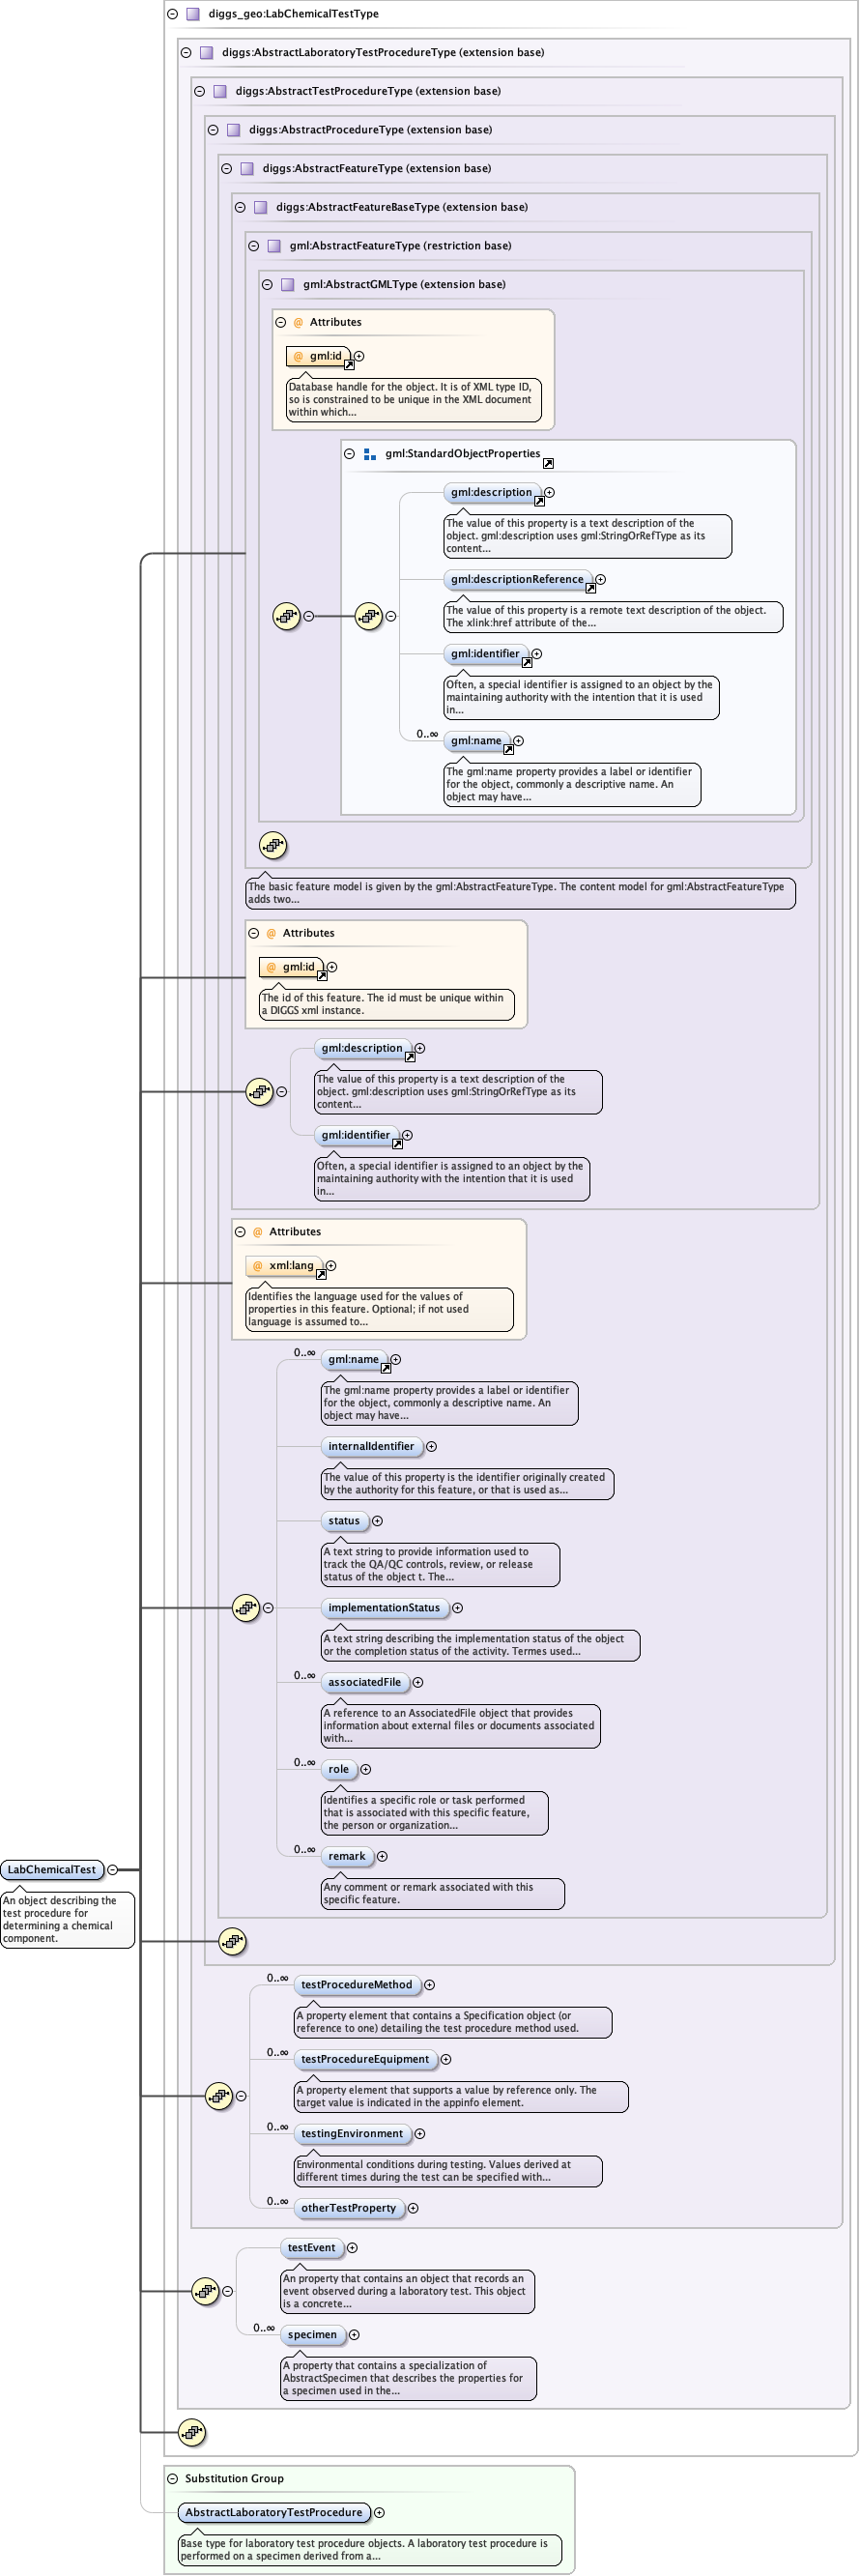 diggs_geo:LabChemicalTestType
diggs:AbstractLaboratoryTestProcedureType (extension base)
diggs:AbstractTestProcedureType (extension base)
diggs:AbstractProcedureType (extension base)
diggs:AbstractFeatureType (extension base)
diggs:AbstractFeatureBaseType (extension base)
gml:AbstractFeatureType (restriction base)
gml:AbstractGMLType (extension base)
@ Attributes
@ gml:id
Database handle for the object. It is of XML type ID,
so is constrained to be unique in the XML document
within which...
gml:StandardObjectProperties
gml:description
The value of this property is a text description of the
object. gml:description uses gml:StringOrRefType as its
content...
gml:descriptionReference
The value of this property is a remote text description of the object.
The xlink:href attribute of the...
gml:identifier
Often, a special identifier is assigned to an object by the
maintaining authority with the intention that it is used
in...
0..∞
gml:name
The gml:name property provides a label or identifier
for the object, commonly a descriptive name. An
object may have...
The basic feature model is given by the gml:AbstractFeatureType. The content model for gml:AbstractFeatureType
adds two...
@ Attributes
@ gml:id
The id of this feature. The id must be unique within
a DIGGS xml instance.
gml:description
The value of this property is a text description of the
object. gml:description uses gml:StringOrRefType as its
content...
gml:identifier
Often, a special identifier is assigned to an object by the
maintaining authority with the intention that it is used
in...
@ Attributes
@ xml:lang
Identifies the language used for the values of
properties in this feature. Optional; if not used
language is assumed to...
0..∞
gml:name
The gml:name property provides a label or identifier
for the object, commonly a descriptive name. An
object may have...
internalIdentifier
The value of this property is the identifier originally created
by the authority for this feature, or that is used as...
status
A text string to provide information used to
track the QA/QC controls, review, or release
status of the object t. The...
implementationStatus
A text string describing the implementation status of the object
or the completion status of the activity. Termes used...
0..∞
associatedFile
A reference to an AssociatedFile object that provides
information about external files or documents associated
with...
0..∞
role
Identifies a specific role or task performed
that is associated with this specific feature,
the person or organization...
0..∞
remark
Any comment or remark associated with this
specific feature.
LabChemicalTest
An object describing the
test procedure for
determining a chemical
component.
0..∞
testProcedureMethod
A property element that contains a Specification object (or
reference to one) detailing the test procedure method used.
0..∞
testProcedureEquipment
A property element that supports a value by reference only. The
target value is indicated in the appinfo element.
0..∞
testingEnvironment
Environmental conditions during testing. Values derived at
different times during the test can be specified with...
0..∞
otherTestProperty
testEvent
An property that contains an object that records an
event observed during a laboratory test. This object
is a concrete...
0..∞
specimen
A property that contains a specialization of
AbstractSpecimen that describes the properties for
a specimen used in the...
Substitution Group
AbstractLaboratoryTestProcedure
Base type for laboratory test procedure objects. A laboratory test procedure is
performed on a specimen derived from a...